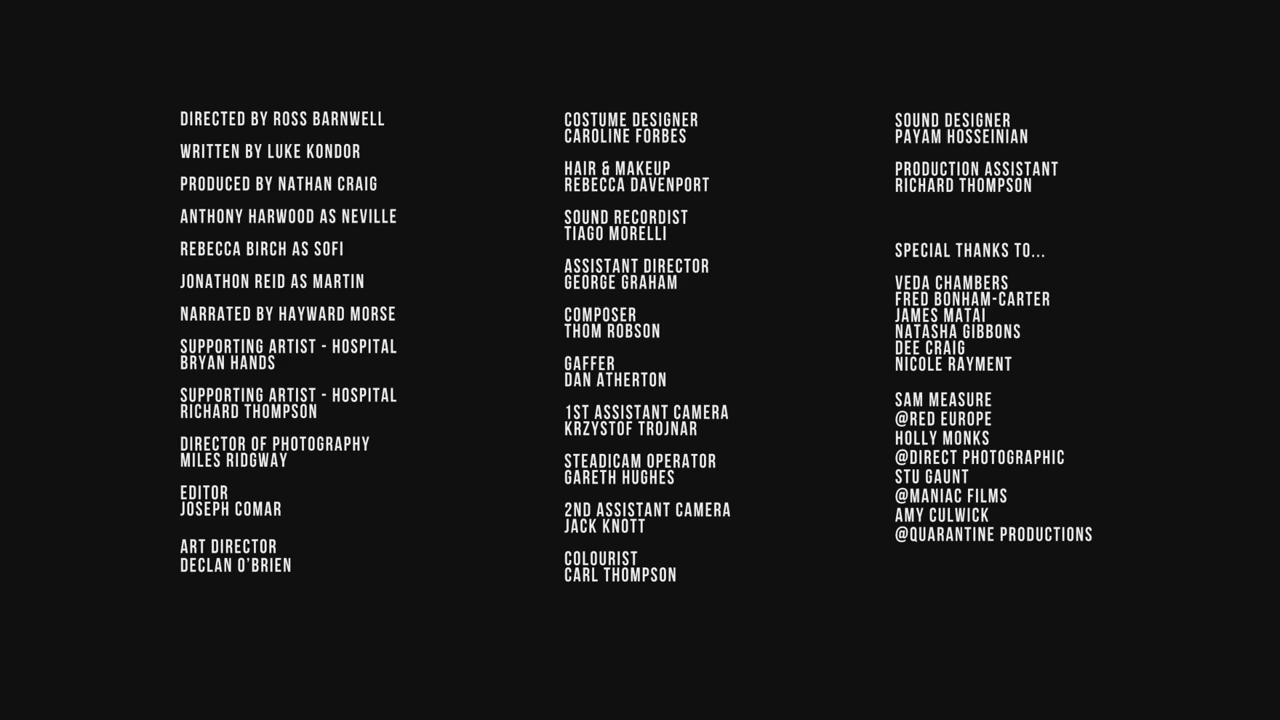 DIRECTED BY ROSS BARNWELL
WRITTEN BY LUKE KONDOR
PRODUCED BY NATHAN CRAIG
ANTHONY HARWOOD AS NEVILLE
REBECCA BIRCH AS SOFI
JONATHON REID AS MARTIN
NARRATED BY HAYWARD MORSE
SUPPORTING ARTIST - HOSPITAL
BRYAN HANDS
SUPPORTING ARTIST - HOSPITAL
RICHARD THOMPSON
DIRECTOR OF PHOTOGRAPHY
MILES RIDGWAY
EDITOR
JOSEPH COMAR
ART DIRECTOR
DECLAN O'BRIEN
COSTUME DESIGNER
CAROLINE FORBES
HAIR & MAKEUP
REBECCA DAVENPORT
SOUND RECORDIST
TIAGO MORELLI
ASSISTANT DIRECTOR
GEORGE GRAHAM
COMPOSER
THOM ROBSON
GAFFER
DAN ATHERTON
1ST ASSISTANT CAMERA
KRZYSTOF TROJNAR
STEADICAM OPERATOR
GARETH HUGHES
2ND ASSISTANT CAMERA
JACK KNOTT
COLOURIST
CARL THOMPSON
SOUND DESIGNER
PAYAM HOSSEINIAN
PRODUCTION ASSISTANT
RICHARD THOMPSON
SPECIAL THANKS TO...
VEDA CHAMBERS
FRED BONHAM-CARTER
JAMES MATAI
NATASHA GIBBONS
DEE CRAIG
NICOLE RAYMENT
SAM MEASURE
@RED EUROPE
HOLLY MONKS
@DIRECT PHOTOGRAPHIC
STU GAUNT
@MANIAC FILMS
AMY CULWICK
@QUARANTINE PRODUCTIONS